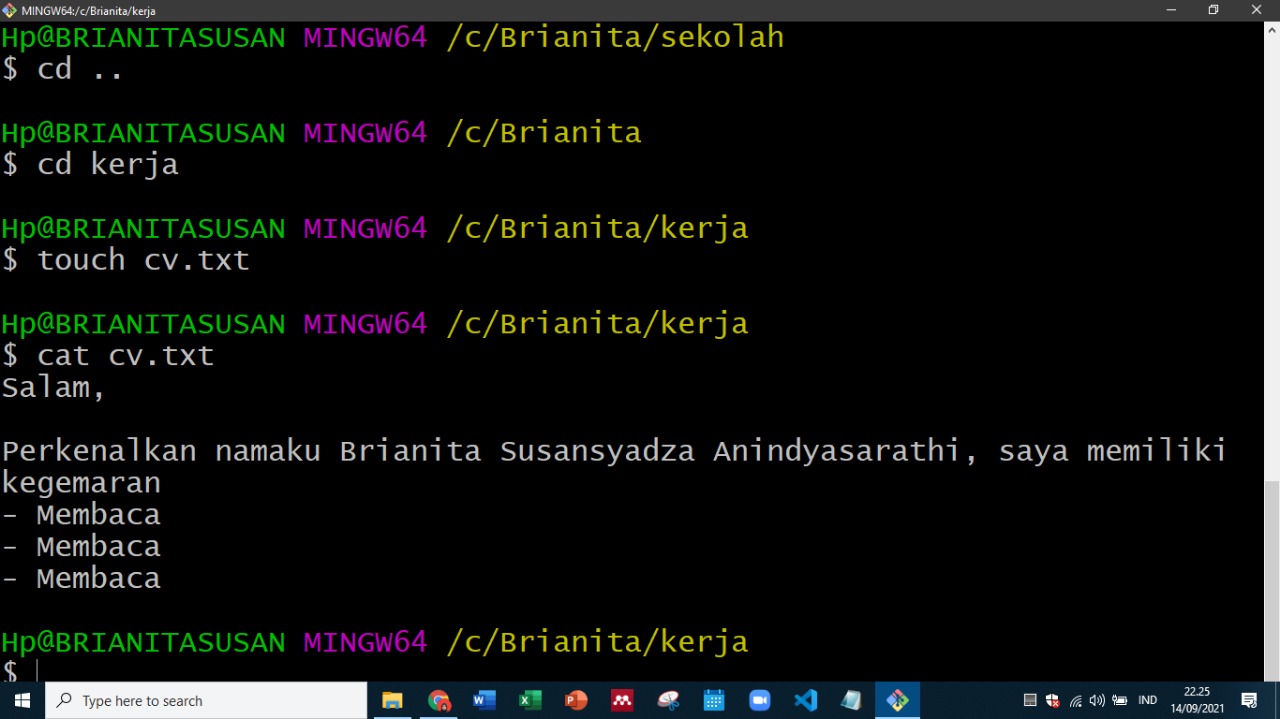 MINGW64:/c/Brianita/kerja
Hp@BRIANITASUSAN MINGW64 /c/Brianita/sekolah
$ cd ..
Hp@BRIANITASUSAN MINGW64 /c/Brianita
$ cd kerja
Hp@BRIANITASUSAN MINGW64 /c/Brianita/kerja
$ touch cv.txt
Hp@BRIANITASUSAN MINGW64 /c/Brianita/kerja
$ cat cv.txt
Salam,
Perkenalkan namaku Brianita Susansyadza Anindyasarathi, saya memiliki
kegemaran
- Membaca
- Membaca
- Membaca
Hp@BRIANITASUSAN MINGW64 /c/Brianita/kerja
$
Type here to search
IND
22.25
14/09/2021